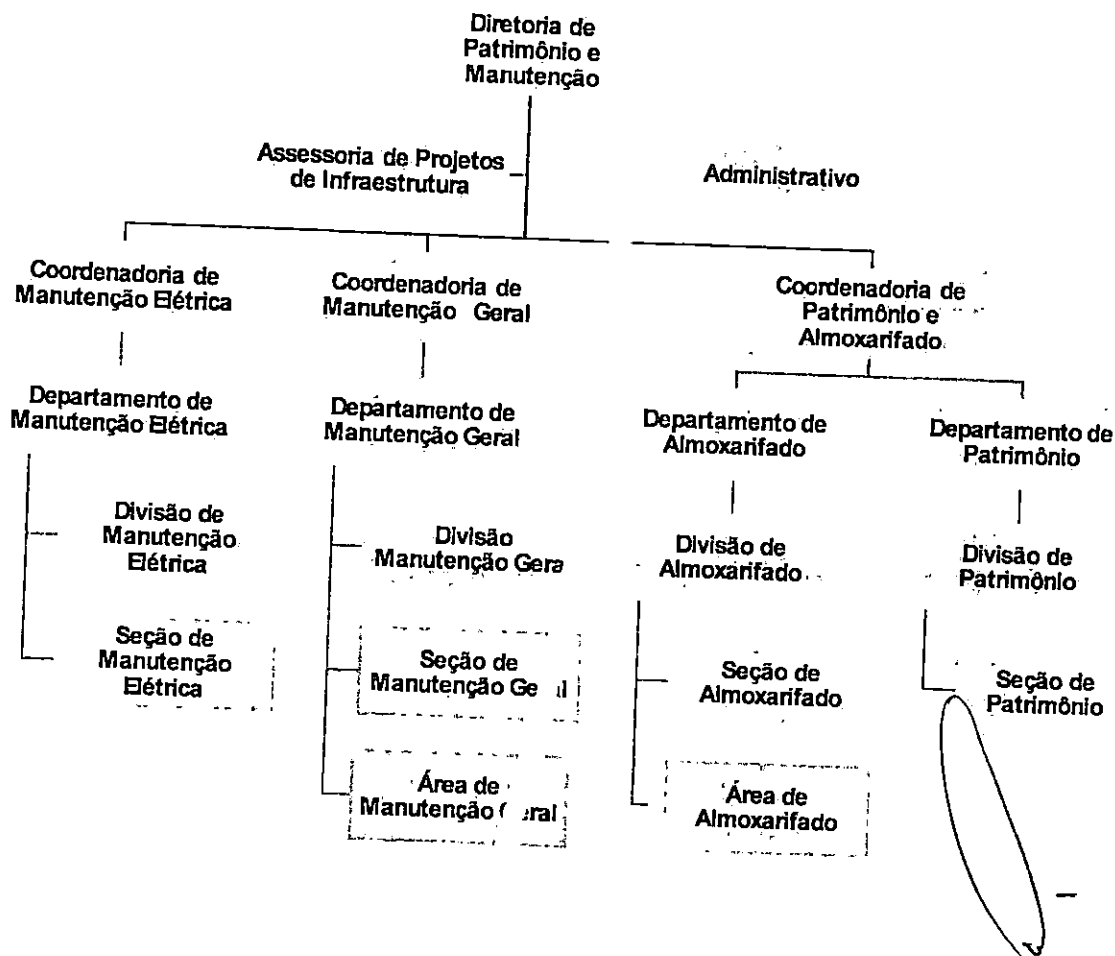 Diretoria de
Patrimônio e
Manutenção
Assessoria de Projetos
de Infraestrutura
Administrativo
Coordenadoria de
Manutenção Elétrica
Coordenadoria de
Manutenção Geral
Coordenadoria de
Patrimônio e
Almoxarifado
Departamento de
Manutenção Elétrica
Departamento de
Manutenção Geral
Departamento de
Almoxarifado
Departamento de
Patrimônio
Divisão de
Manutenção
Elétrica
Divisão
Manutenção Gera
Divisão de
Almoxarifado
Divisão de
Patrimônio
Seção de
Manutenção
Elétrica
Seção de
Manutenção Ge l
Seção de
Almoxarifado
Seção de
Patrimônio
Área de
Manutenção ral
Área de
Almoxarifado